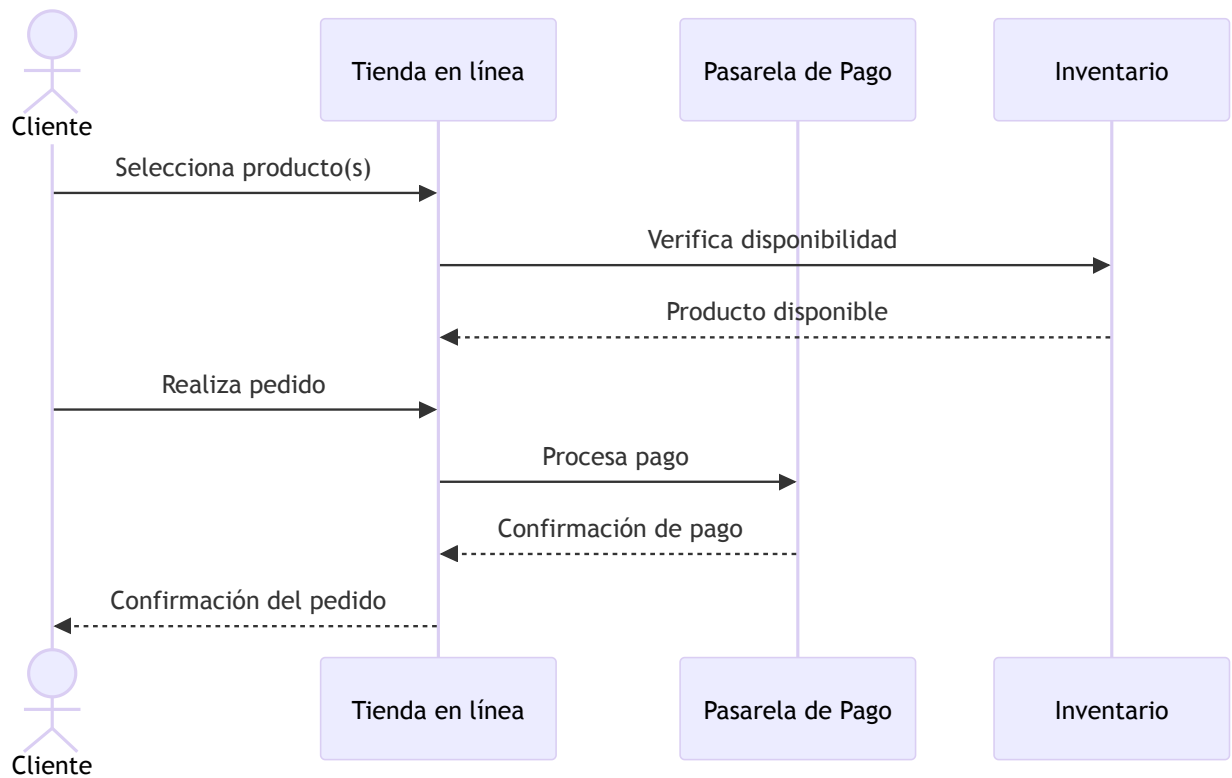 Tienda en línea
Pasarela de Pago
Inventario
Cliente
Selecciona producto(s)
Verifica disponibilidad
Producto disponible
Realiza pedido
Procesa pago
Confirmación de pago
Confirmación del pedido
Tienda en línea
Pasarela de Pago
Inventario
Cliente